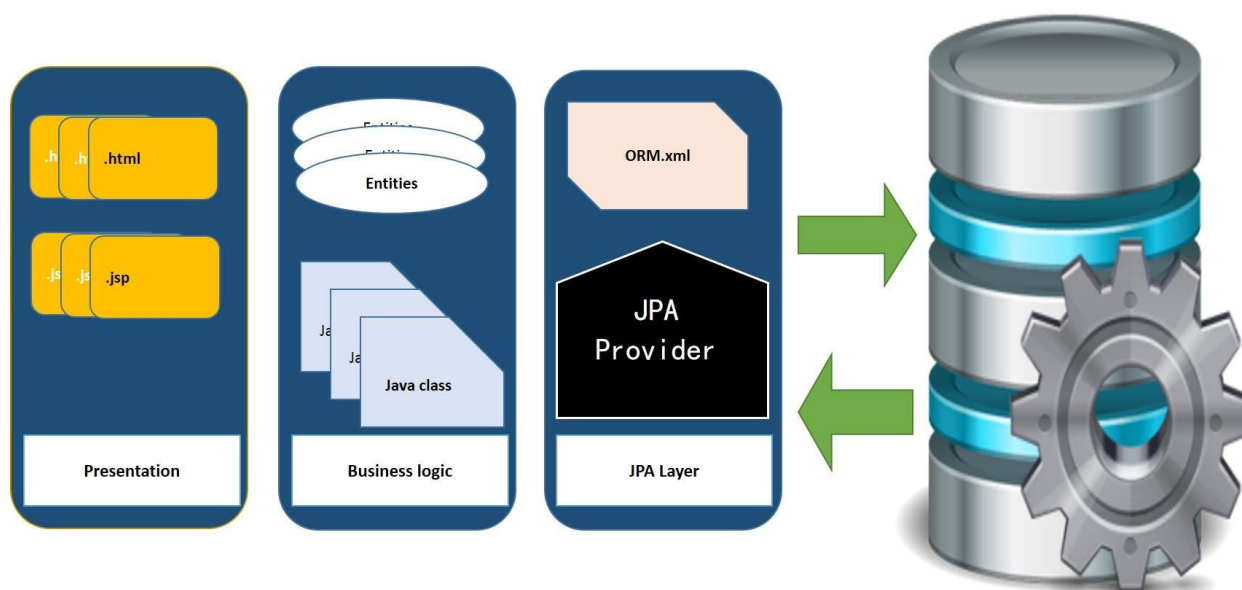 .html
.jsp
Presentation
Entities
Java class
Business logic
ORM.xml
JPA
Provider
JPA Layer